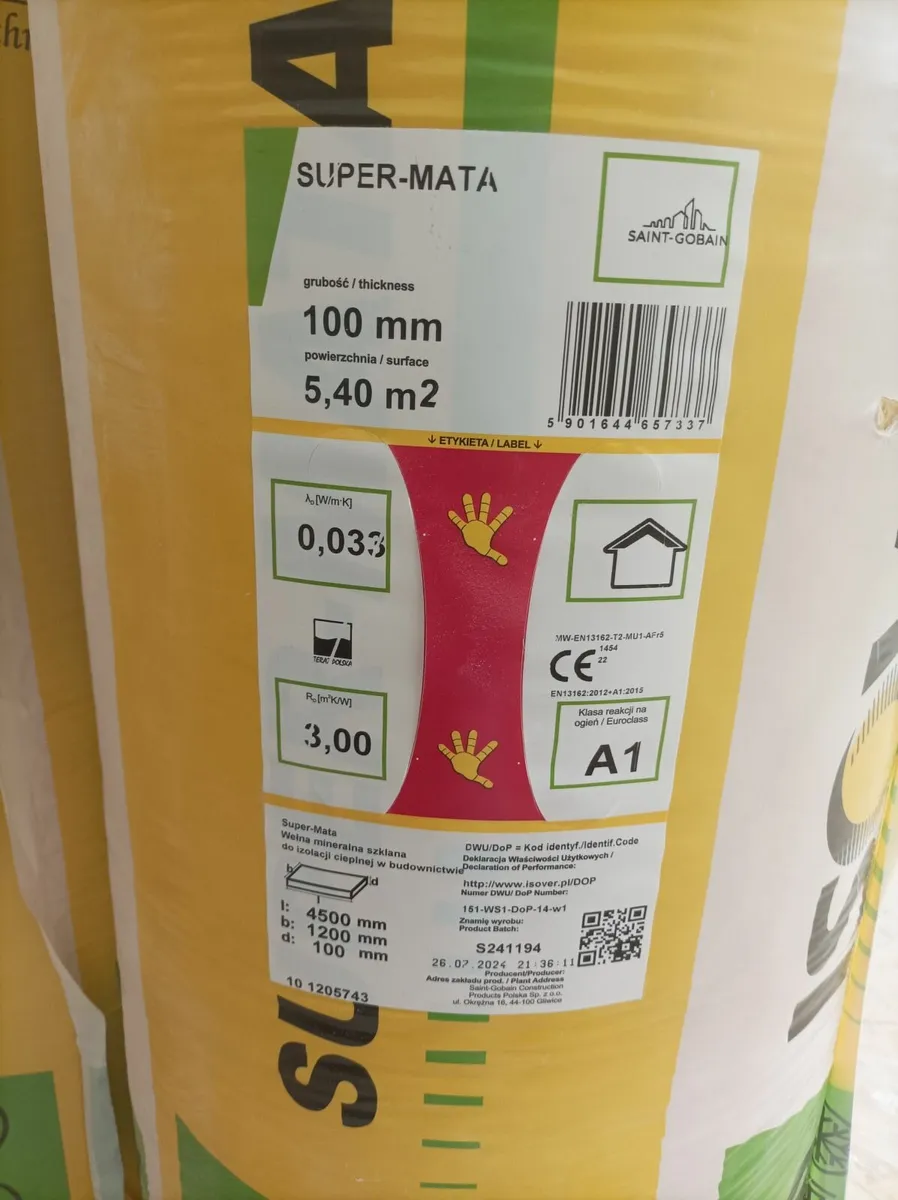 SUPER-MATA
SAINT-GOBAIN
grubość / thickness
100 mm
powierzchnia / surface
5,40 m2
5 901644 657337
↓ ETYKIETA / LABEL ↓
λD [W/m·K]
0,033
TERAZ POLSKA
MW-EN13162-T2-MU1-AFr5
CE 1454
22
EN13162:2012+A1:2015
RD [m²K/W]
3,00
Klasa reakcji na
ogień / Euroclass
A1
Super-Mata
Wełna mineralna szklana
do izolacji cieplnej w budownictwie
b
d
l: 4500 mm
b: 1200 mm
d: 100 mm
10 1205743
DWU/DoP = Kod identyf./Identif.Code
Deklaracja Właściwości Użytkowych /
Declaration of Performance:
http://www.isover.pl/DOP
Numer DWU/ DoP Number:
151-WS1-DoP-14-w1
Znamię wyrobu:
Product Batch:
S241194
26.07.2024 21:36:11
Producent/Producer:
Adres zakładu prod. / Plant Address
Saint-Gobain Construction
Products Polska Sp. z o.o.
ul. Okrężna 16, 44-100 Gliwice